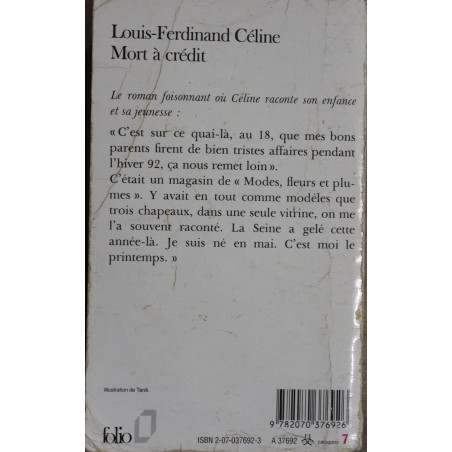 Louis-Ferdinand Céline
Mort à crédit
Le roman foisonnant où Céline raconte son enfance
et sa jeunesse :
« C'est sur ce quai-là, au 18, que mes bons
parents firent de bien tristes affaires pendant
l'hiver 92, ça nous remet loin ».
C'était un magasin de « Modes, fleurs et plu-
mes ». Y avait en tout comme modèles que
trois chapeaux, dans une seule vitrine, on me
l'a souvent raconté. La Seine a gelé cette
année-là. Je suis né en mai. C'est moi le
printemps. »
Illustration de Tardi.
9 782070 376926
folio
ISBN 2-07-037692-3 A 37692 catégorie 7